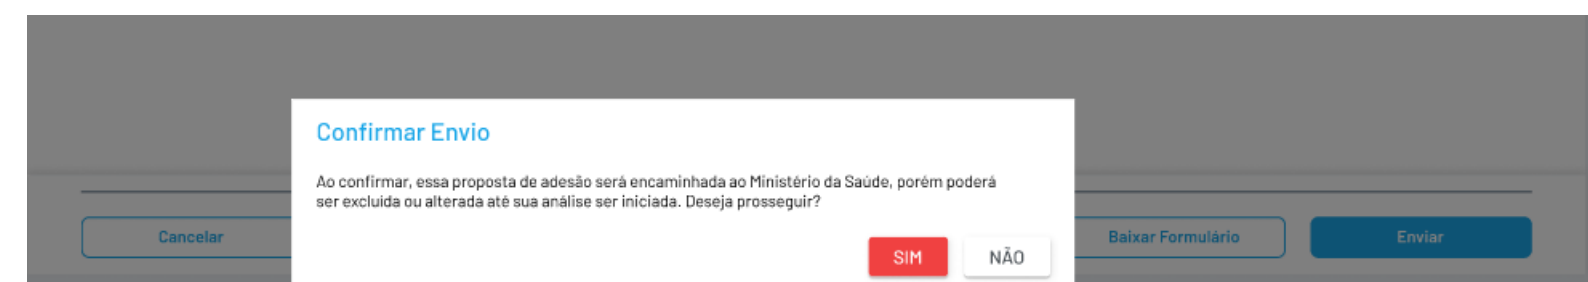 Confirmar Envio
Ao confirmar, essa proposta de adesão será encaminhada ao Ministério da Saúde, porém poderá
ser excluída ou alterada até sua análise ser iniciada. Deseja prosseguir?
SIM
NÃO
Cancelar
Baixar Formulário
Enviar